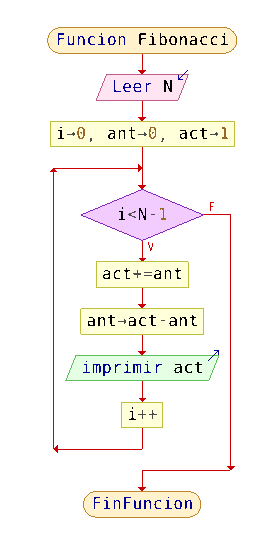 Funcion Fibonacci
Leer N
i→0, ant→0, act→1
i<N-1
F
V
act+=ant
ant→act-ant
imprimir act
i++
FinFuncion